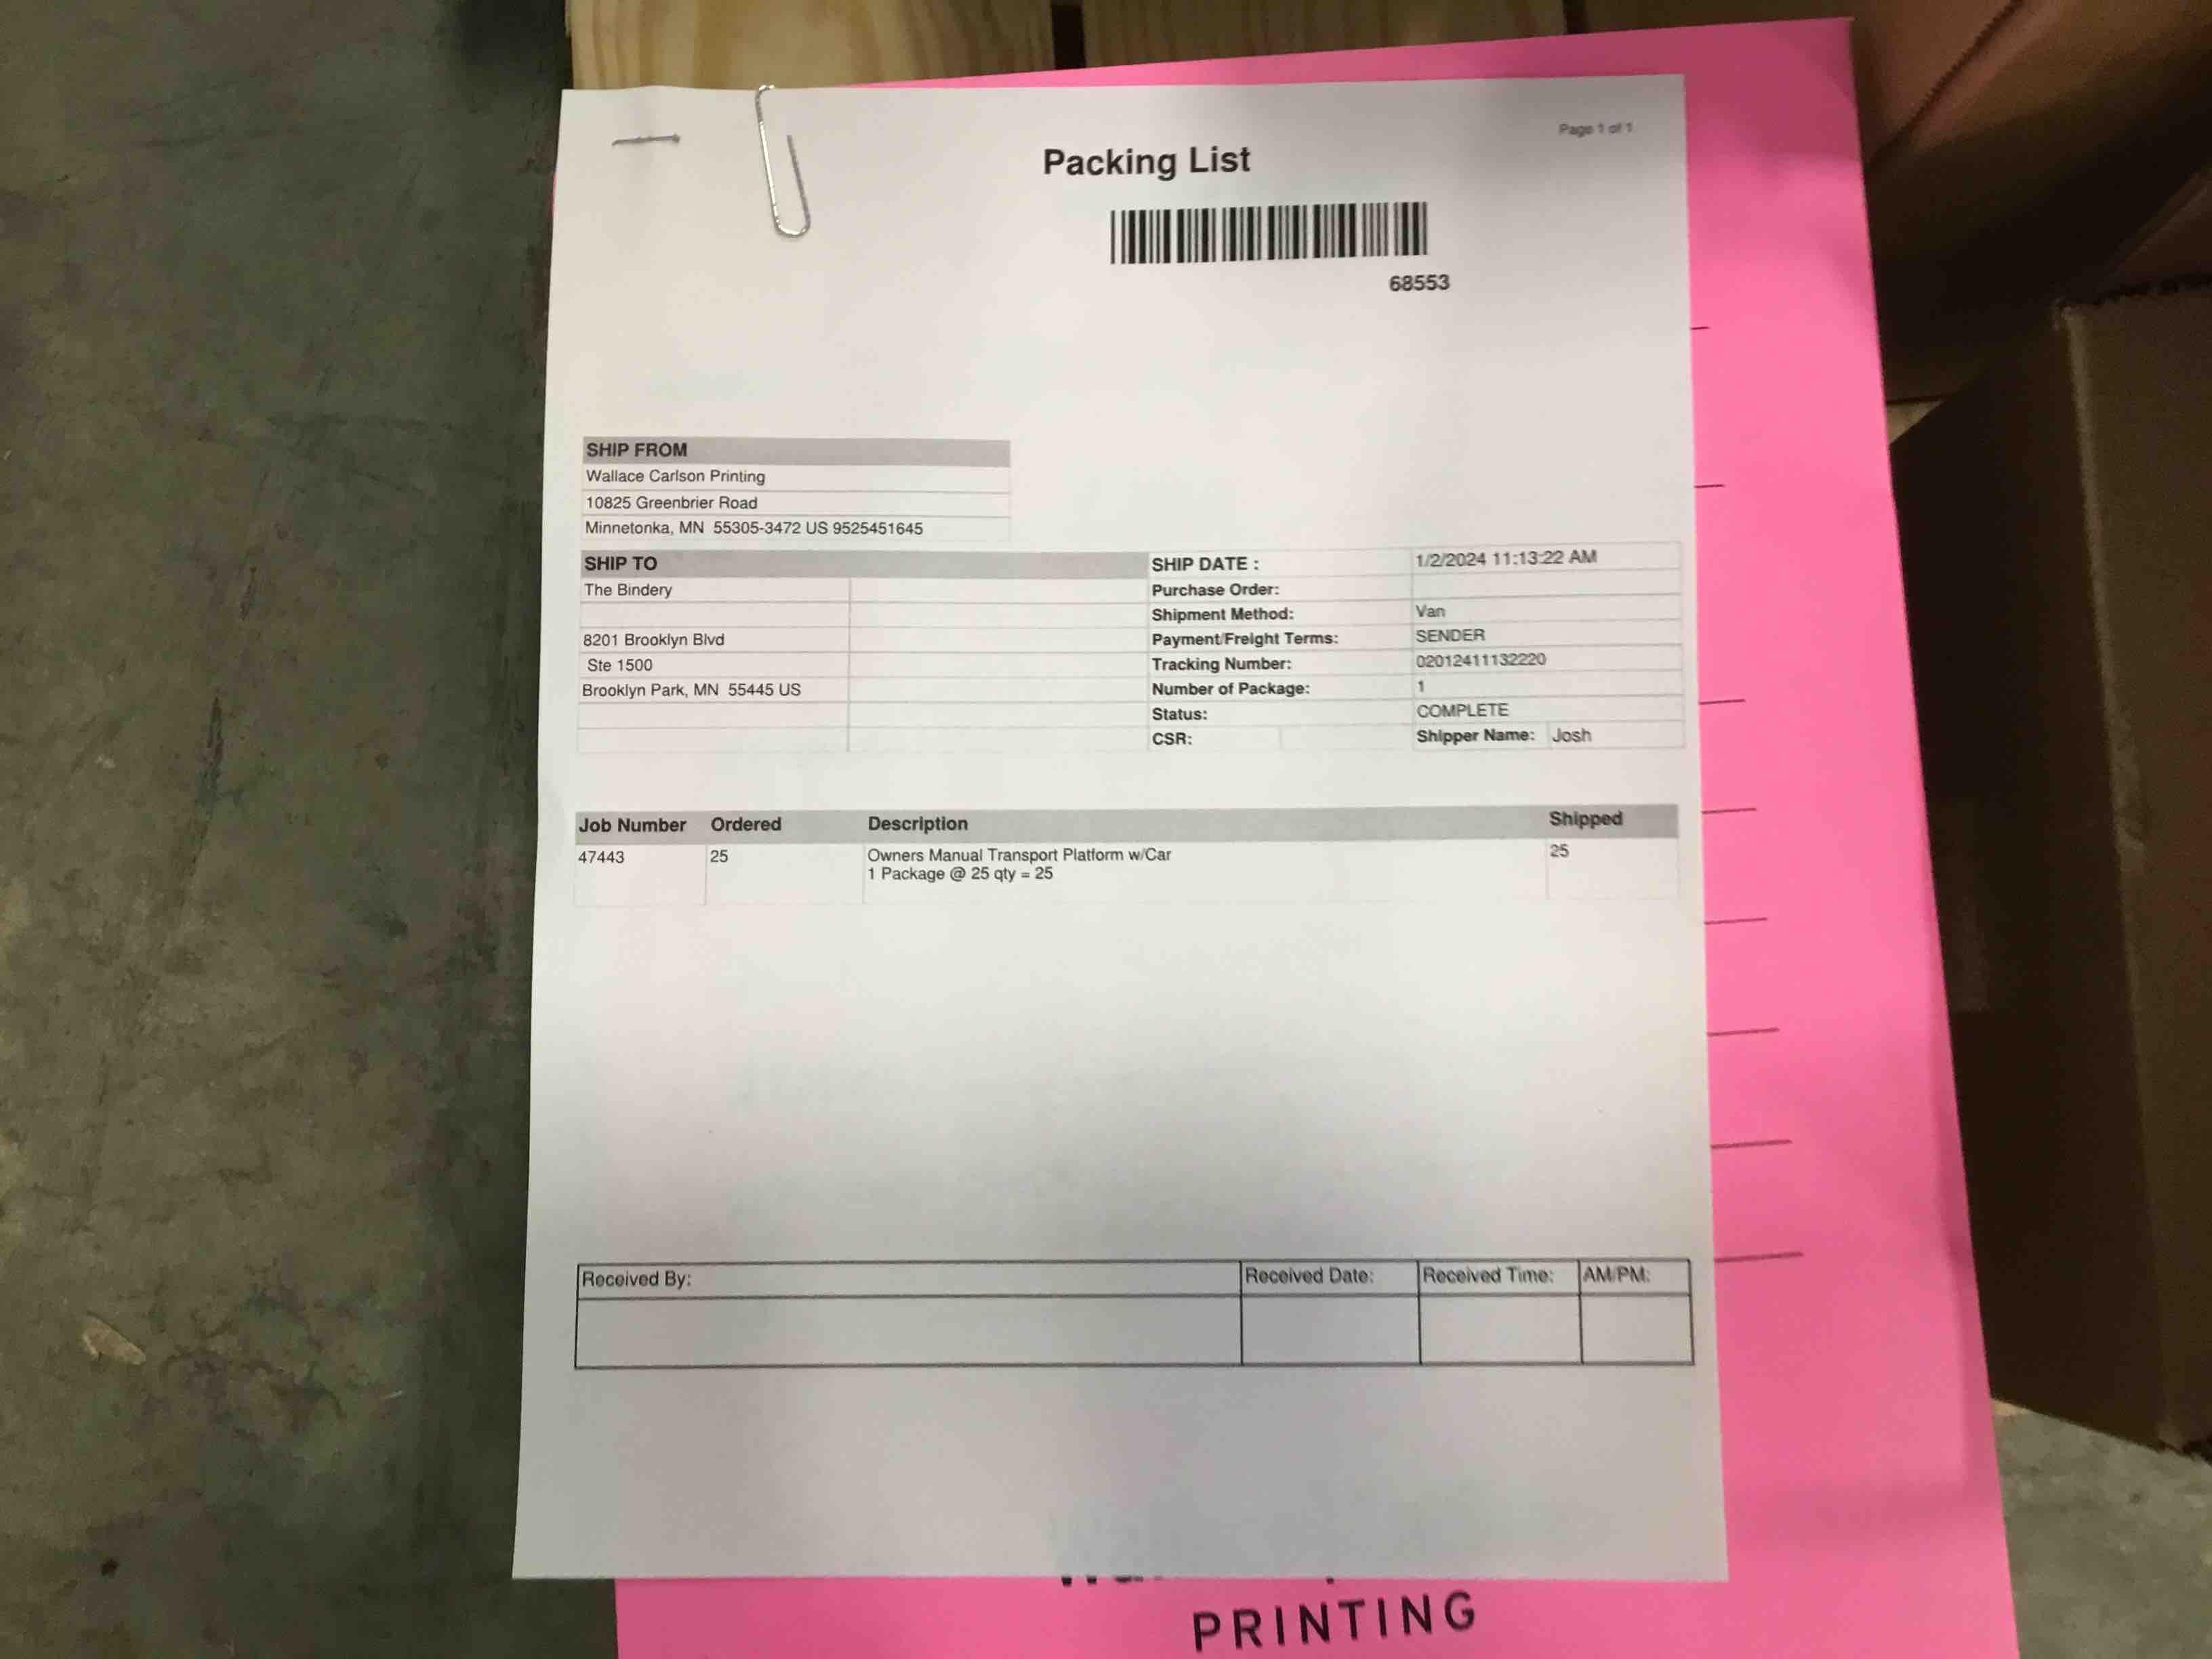 Page 1 of 1
Packing List
68553
SHIP FROM
Wallace Carlson Printing
10825 Greenbrier Road
Minnetonka, MN 55305-3472 US 9525451645
SHIP TO
The Bindery
8201 Brooklyn Blvd
Ste 1500
Brooklyn Park, MN 55445 US
SHIP DATE : 1/2/2024 11:13:22 AM
Purchase Order:
Shipment Method: Van
Payment/Freight Terms: SENDER
Tracking Number: 02012411132220
Number of Package: 1
Status: COMPLETE
CSR: Shipper Name: Josh
Job Number Ordered Description Shipped
47443 25 Owners Manual Transport Platform w/Car 25
1 Package @ 25 qty = 25
Received By: Received Date: Received Time: AM/PM:
PRINTING